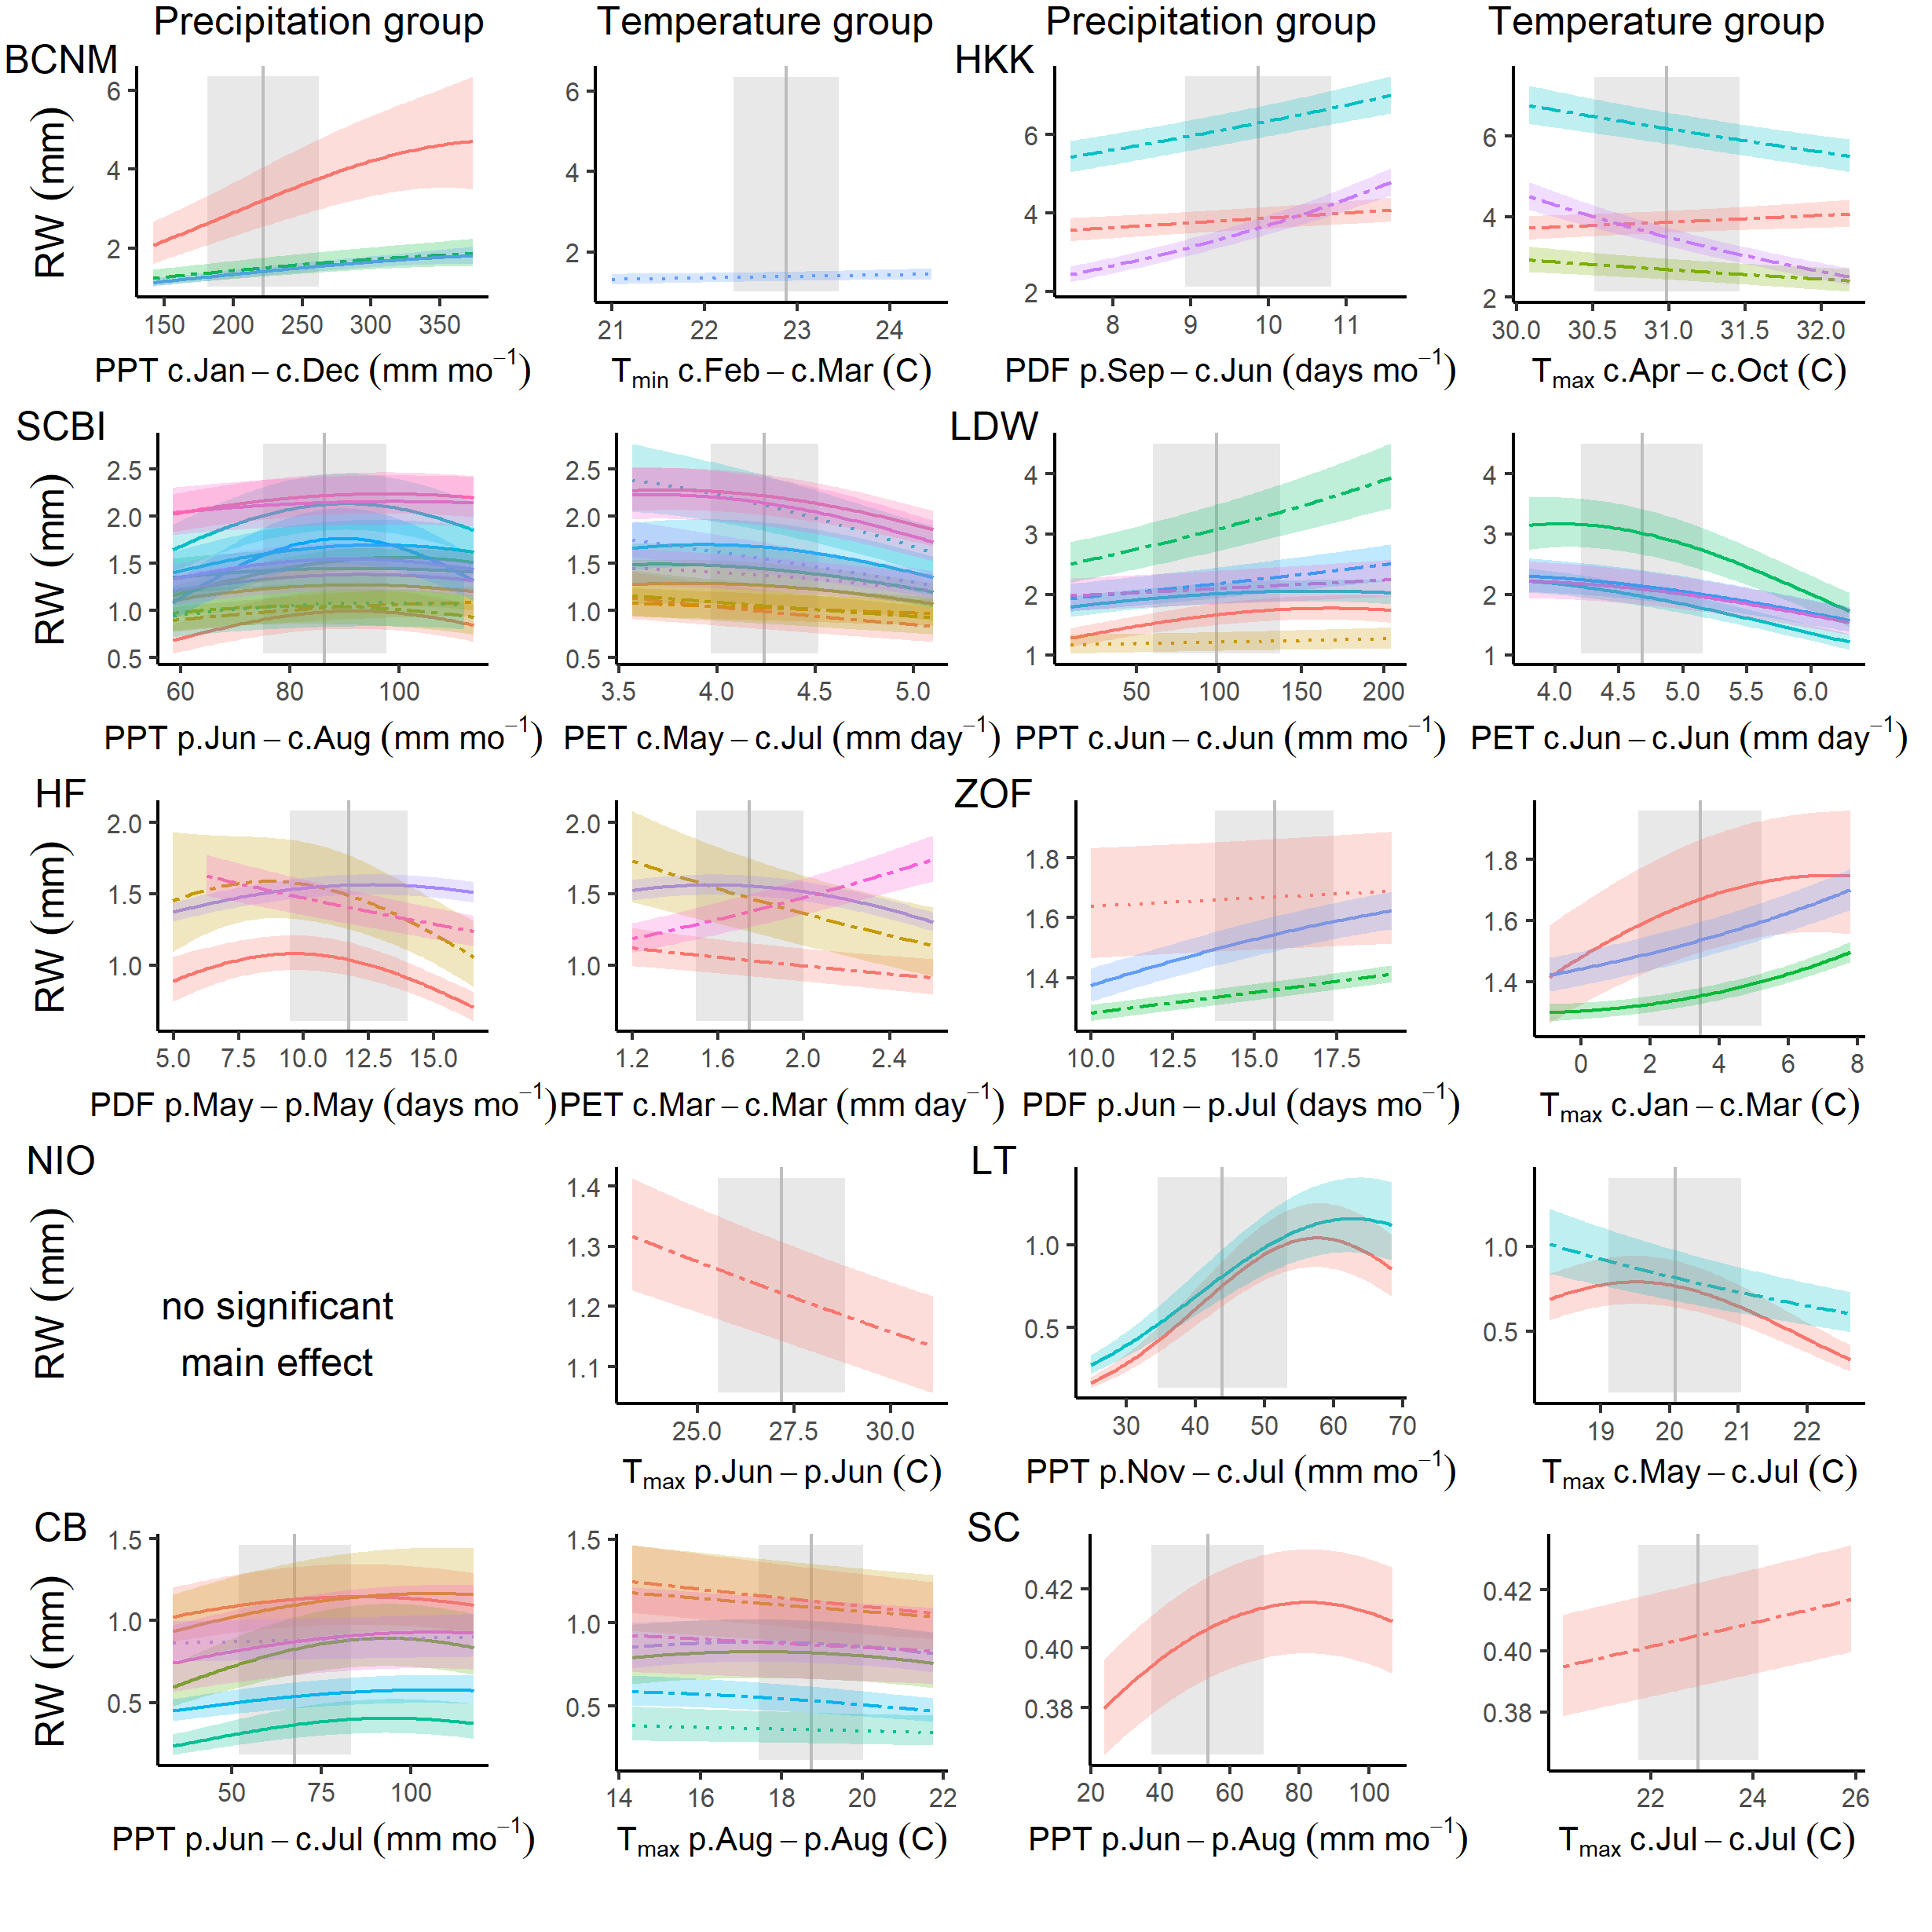 Precipitation group Temperature group Precipitation group Temperature group
BCNM HKK
RW (mm)
6 4 2
6 4 2
6 4 2
6 4 2
150 200 250 300 350
21 22 23 24
8 9 10 11
30.0 30.5 31.0 31.5 32.0
PPT c.Jan – c.Dec (mm mo⁻¹)
Tmin c.Feb – c.Mar (C)
PDF p.Sep – c.Jun (days mo⁻¹)
Tmax c.Apr – c.Oct (C)
SCBI LDW
RW (mm)
2.5 2.0 1.5 1.0 0.5
2.5 2.0 1.5 1.0 0.5
4 3 2 1
4 3 2 1
60 80 100
3.5 4.0 4.5 5.0
50 100 150 200
4.0 4.5 5.0 5.5 6.0
PPT p.Jun – c.Aug (mm mo⁻¹)
PET c.May – c.Jul (mm day⁻¹)
PPT c.Jun – c.Jun (mm mo⁻¹)
PET c.Jun – c.Jun (mm day⁻¹)
HF ZOF
RW (mm)
2.0 1.5 1.0
2.0 1.5 1.0
1.8 1.6 1.4
1.8 1.6 1.4
5.0 7.5 10.0 12.5 15.0
1.2 1.6 2.0 2.4
10.0 12.5 15.0 17.5
0 2 4 6 8
PDF p.May – p.May (days mo⁻¹)
PET c.Mar – c.Mar (mm day⁻¹)
PDF p.Jun – p.Jul (days mo⁻¹)
Tmax c.Jan – c.Mar (C)
NIO LT
RW (mm)
no significant
main effect
1.4 1.3 1.2 1.1
1.0 0.5
1.0 0.5
25.0 27.5 30.0
30 40 50 60 70
19 20 21 22
Tmax p.Jun – p.Jun (C)
PPT p.Nov – c.Jul (mm mo⁻¹)
Tmax c.May – c.Jul (C)
CB SC
RW (mm)
1.5 1.0 0.5
1.5 1.0 0.5
0.42 0.40 0.38
0.42 0.40 0.38
50 75 100
14 16 18 20 22
20 40 60 80 100
22 24 26
PPT p.Jun – c.Jul (mm mo⁻¹)
Tmax p.Aug – p.Aug (C)
PPT p.Jun – p.Aug (mm mo⁻¹)
Tmax c.Jul – c.Jul (C)